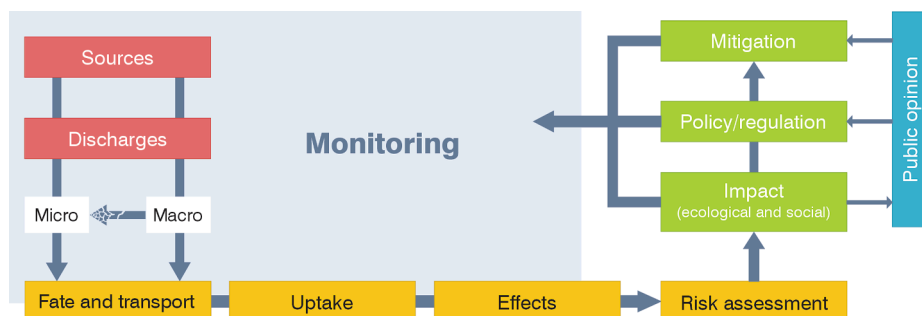 Sources
Discharges
Micro
Macro
Monitoring
Mitigation
Policy/regulation
Impact
(ecological and social)
Public opinion
Fate and transport
Uptake
Effects
Risk assessment